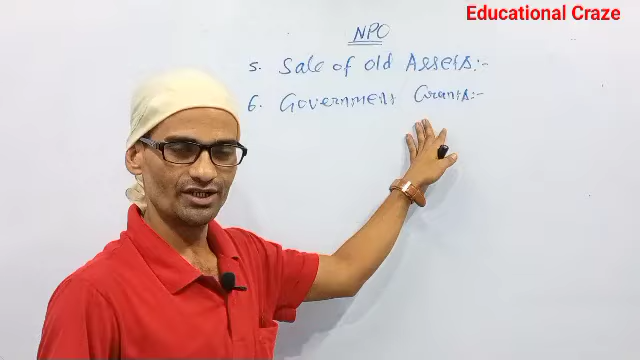 Educational Craze
NPO
5. Sale of old Assets:-
6. Government Grants:-